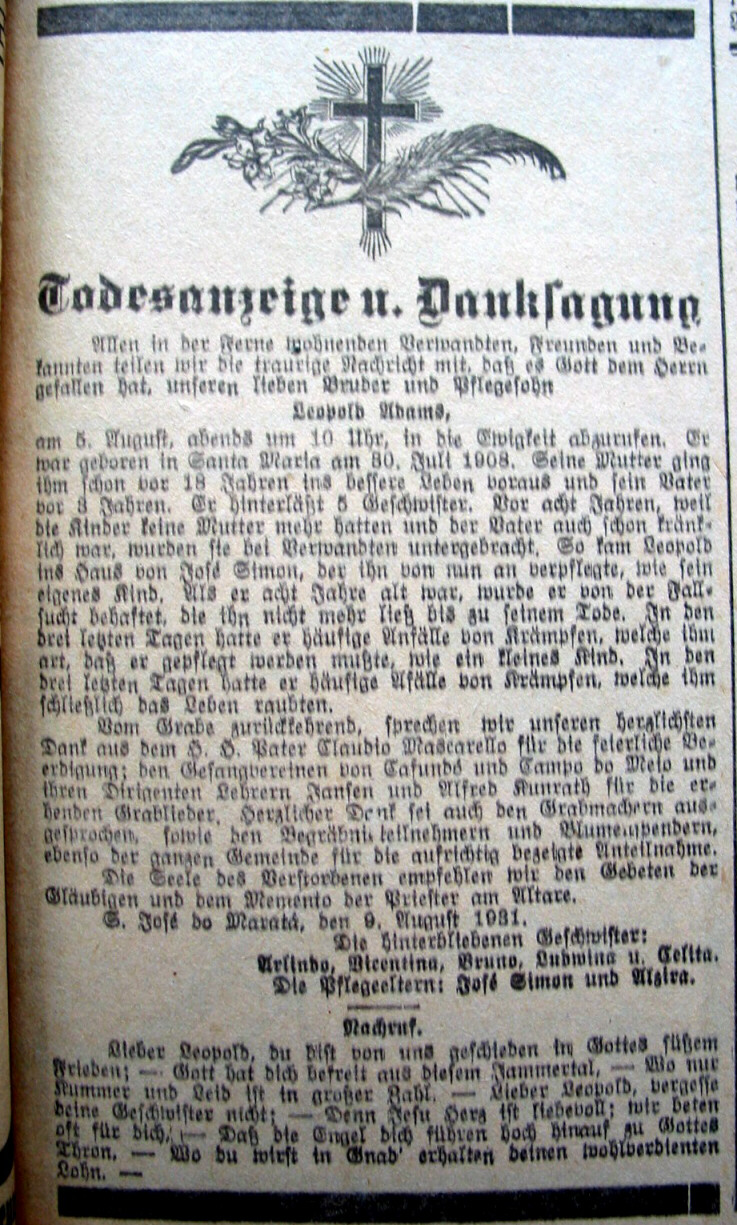 Todesanzeige u. Danksagung
Allen in der Ferne wohnenden Verwandten, Freunden und Be-
kannten teilen wir die traurige Nachricht mit, daß es Gott dem Herrn
gefallen hat, unseren lieben Bruder und Pflegesohn
Leopold Adams,
am 5. August, abends um 10 Uhr, in die Ewigkeit abzurufen. Er
war geboren in Santa Maria am 30. Juli 1908. Seine Mutter ging
ihm schon vor 18 Jahren ins bessere Leben voraus und sein Vater
vor 3 Jahren. Er hinterläßt 5 Geschwister. Vor acht Jahren, weil
die Kinder keine Mutter mehr hatten und der Vater auch schon kränk-
lich war, wurden sie bei Verwandten untergebracht. So kam Leopold
ins Haus von José Simon, der ihn von nun an verpflegte, wie sein
eigenes Kind. Als er acht Jahre alt war, wurde er von der Fall-
sucht behaftet, die ihn nicht mehr ließ bis zu seinem Tode. In den
drei letzten Tagen hatte er häufige Anfälle von Krämpfen, welche ihm
art, daß er gepflegt werden mußte, wie ein kleines Kind. In den
drei letzten Tagen hatte er häufige Afälle von Krämpfen, welche ihm
schließlich das Leben raubten.
Vom Grabe zurückkehrend, sprechen wir unseren herzlichsten
Dank aus dem H. H. Pater Claudio Mascarello für die feierliche Be-
erdigung; den Gesangvereinen von Cafundó und Campo do Meio und
ihren Dirigenten Lehrern Jansen und Alfred Kunrath für die er-
henden Grablieder. Herzlicher Dank sei auch den Grabmachern aus-
gesprochen, sowie den Begräbnisteilnehmern und Blumenspendern,
ebenso der ganzen Gemeinde für die aufrichtig bezeigte Anteilnahme.
Die Seele des Verstorbenen empfehlen wir den Gebeten der
Gläubigen und dem Memento der Priester am Altare.
S. José do Maratá, den 9. August 1931.
Die hinterbliebenen Geschwister:
Arlindo, Vicentina, Bruno, Ludwina u. Celita.
Die Pflegeeltern: José Simon und Alzira.
Nachruf.
Lieber Leopold, du bist von uns geschieden in Gottes süßem
Frieden; — Gott hat dich befreit aus diesem Jammertal, — Wo nur
Kummer und Leid ist in großer Zahl. — Lieber Leopold, vergesse
deine Geschwister nicht; — Denn Jesu Herz ist liebevoll; wir beten
oft für dich, — Daß die Engel dich führen hoch hinauf zu Gottes
Thron. — Wo du wirst in Gnad' erhalten deinen wohlverdienten
Lohn. —